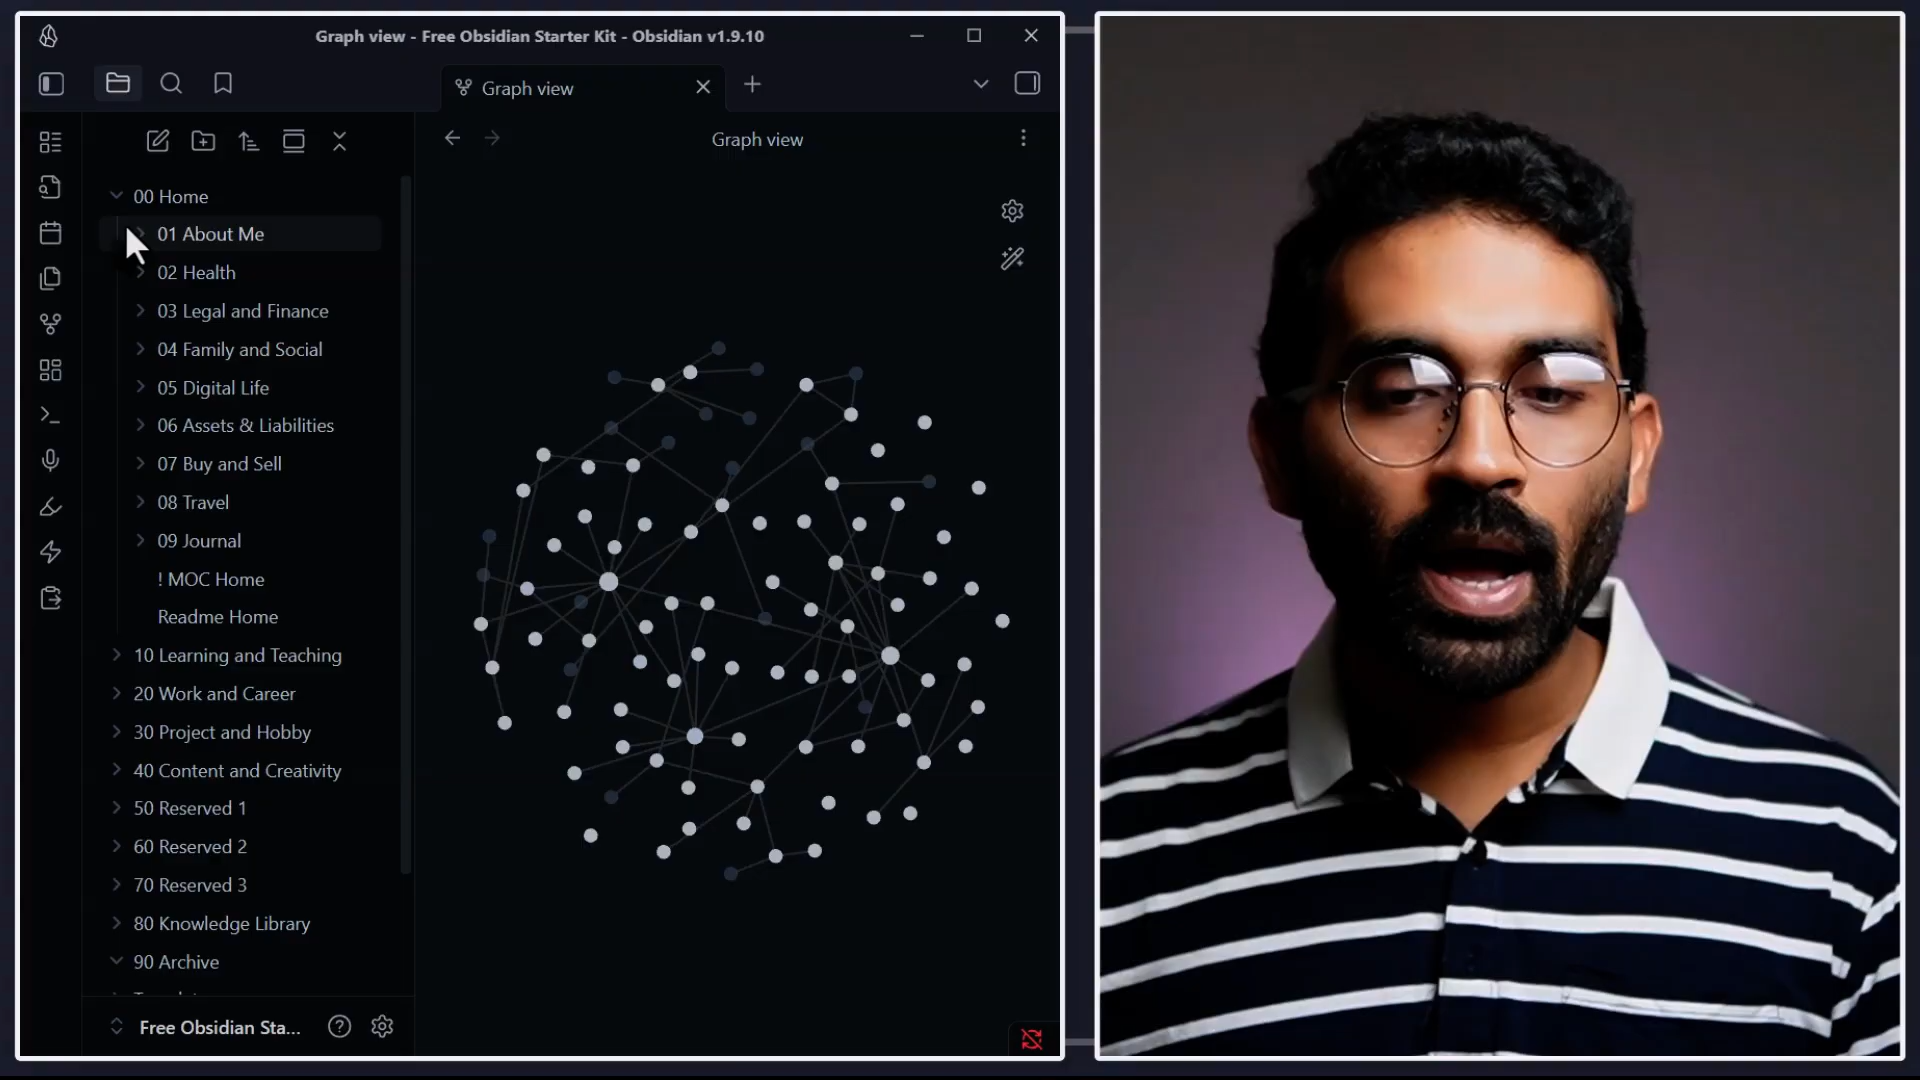 Graph view - Free Obsidian Starter Kit - Obsidian v1.9.10
Graph view
Graph view
00 Home
01 About Me
02 Health
03 Legal and Finance
04 Family and Social
05 Digital Life
06 Assets & Liabilities
07 Buy and Sell
08 Travel
09 Journal
! MOC Home
Readme Home
10 Learning and Teaching
20 Work and Career
30 Project and Hobby
40 Content and Creativity
50 Reserved 1
60 Reserved 2
70 Reserved 3
80 Knowledge Library
90 Archive
Free Obsidian Sta...